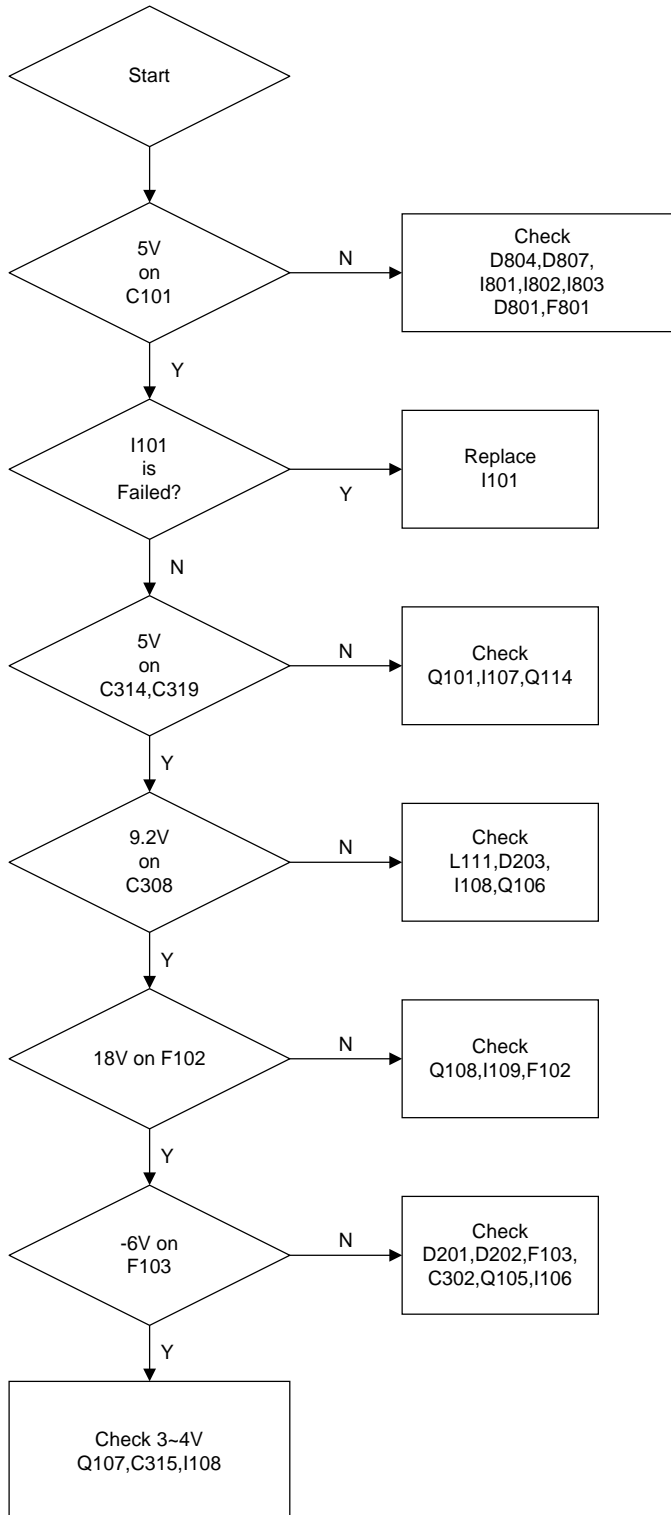 Start
5V
on
C101
N
Check
D804,D807,
I801,I802,I803
D801,F801
Y
I101
is
Failed?
Y
Replace
I101
N
5V
on
C314,C319
N
Check
Q101,I107,Q114
Y
9.2V
on
C308
N
Check
L111,D203,
I108,Q106
Y
18V on F102
N
Check
Q108,I109,F102
Y
-6V on
F103
N
Check
D201,D202,F103,
C302,Q105,I106
Y
Check 3~4V
Q107,C315,I108